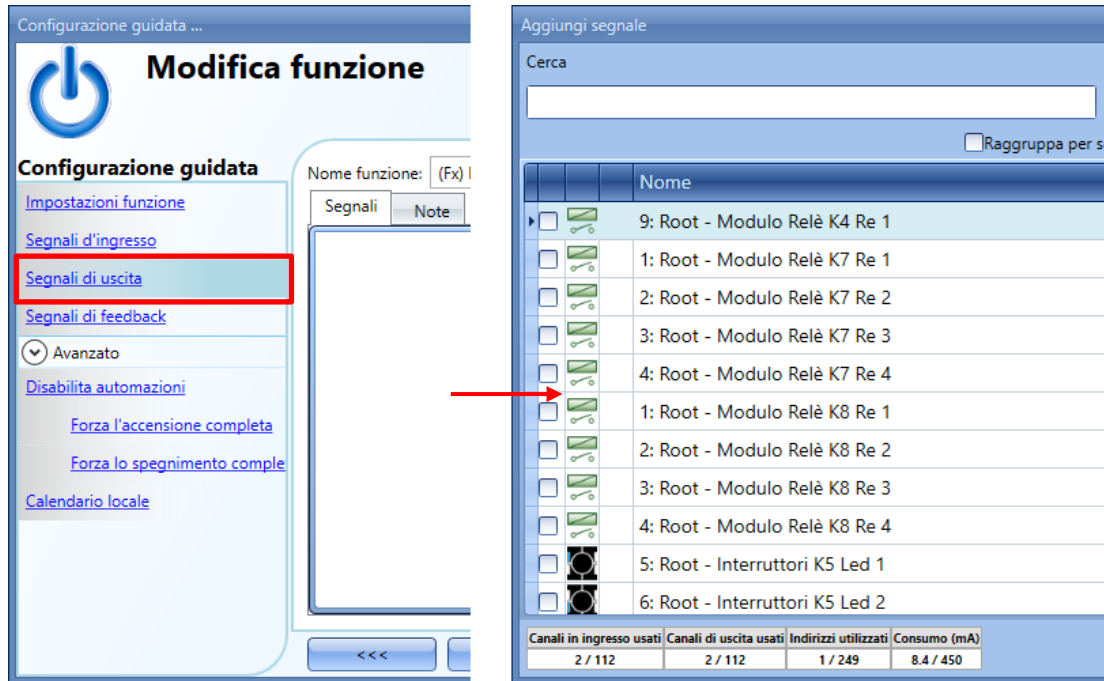 Configurazione guidata ...
Modifica funzione
Configurazione guidata
Impostazioni funzione
Segnali d'ingresso
Segnali di uscita
Segnali di feedback
Avanzato
Disabilita automazioni
Forza l'accensione completa
Forza lo spegnimento comple
Calendario locale
Nome funzione: (Fx)
Segnali Note
<<<
Aggiungi segnale
Cerca
Raggruppa per s
Nome
9: Root - Modulo Relè K4 Re 1
1: Root - Modulo Relè K7 Re 1
2: Root - Modulo Relè K7 Re 2
3: Root - Modulo Relè K7 Re 3
4: Root - Modulo Relè K7 Re 4
1: Root - Modulo Relè K8 Re 1
2: Root - Modulo Relè K8 Re 2
3: Root - Modulo Relè K8 Re 3
4: Root - Modulo Relè K8 Re 4
5: Root - Interruttori K5 Led 1
6: Root - Interruttori K5 Led 2
Canali in ingresso usati Canali di uscita usati Indirizzi utilizzati Consumo (mA)
2 / 112 2 / 112 1 / 249 8.4 / 450